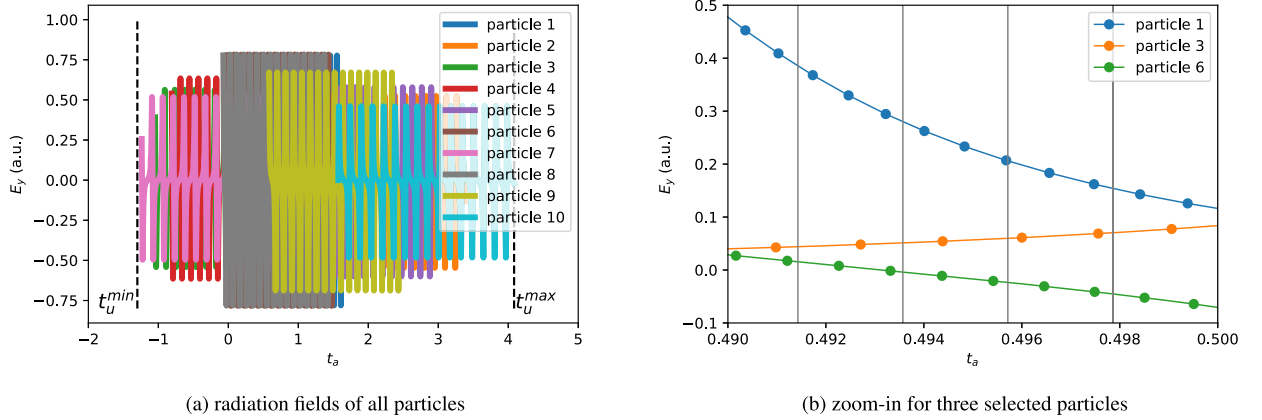 1.00
0.75
0.50
0.25
0.00
−0.25
−0.50
−0.75
E_y (a.u.)
−2
−1
0
1
2
3
4
5
t_a
t_u^{min}
t_u^{max}
particle 1
particle 2
particle 3
particle 4
particle 5
particle 6
particle 7
particle 8
particle 9
particle 10
(a) radiation fields of all particles
0.5
0.4
0.3
0.2
0.1
0.0
−0.1
E_y (a.u.)
0.490
0.492
0.494
0.496
0.498
0.500
t_a
particle 1
particle 3
particle 6
(b) zoom-in for three selected particles